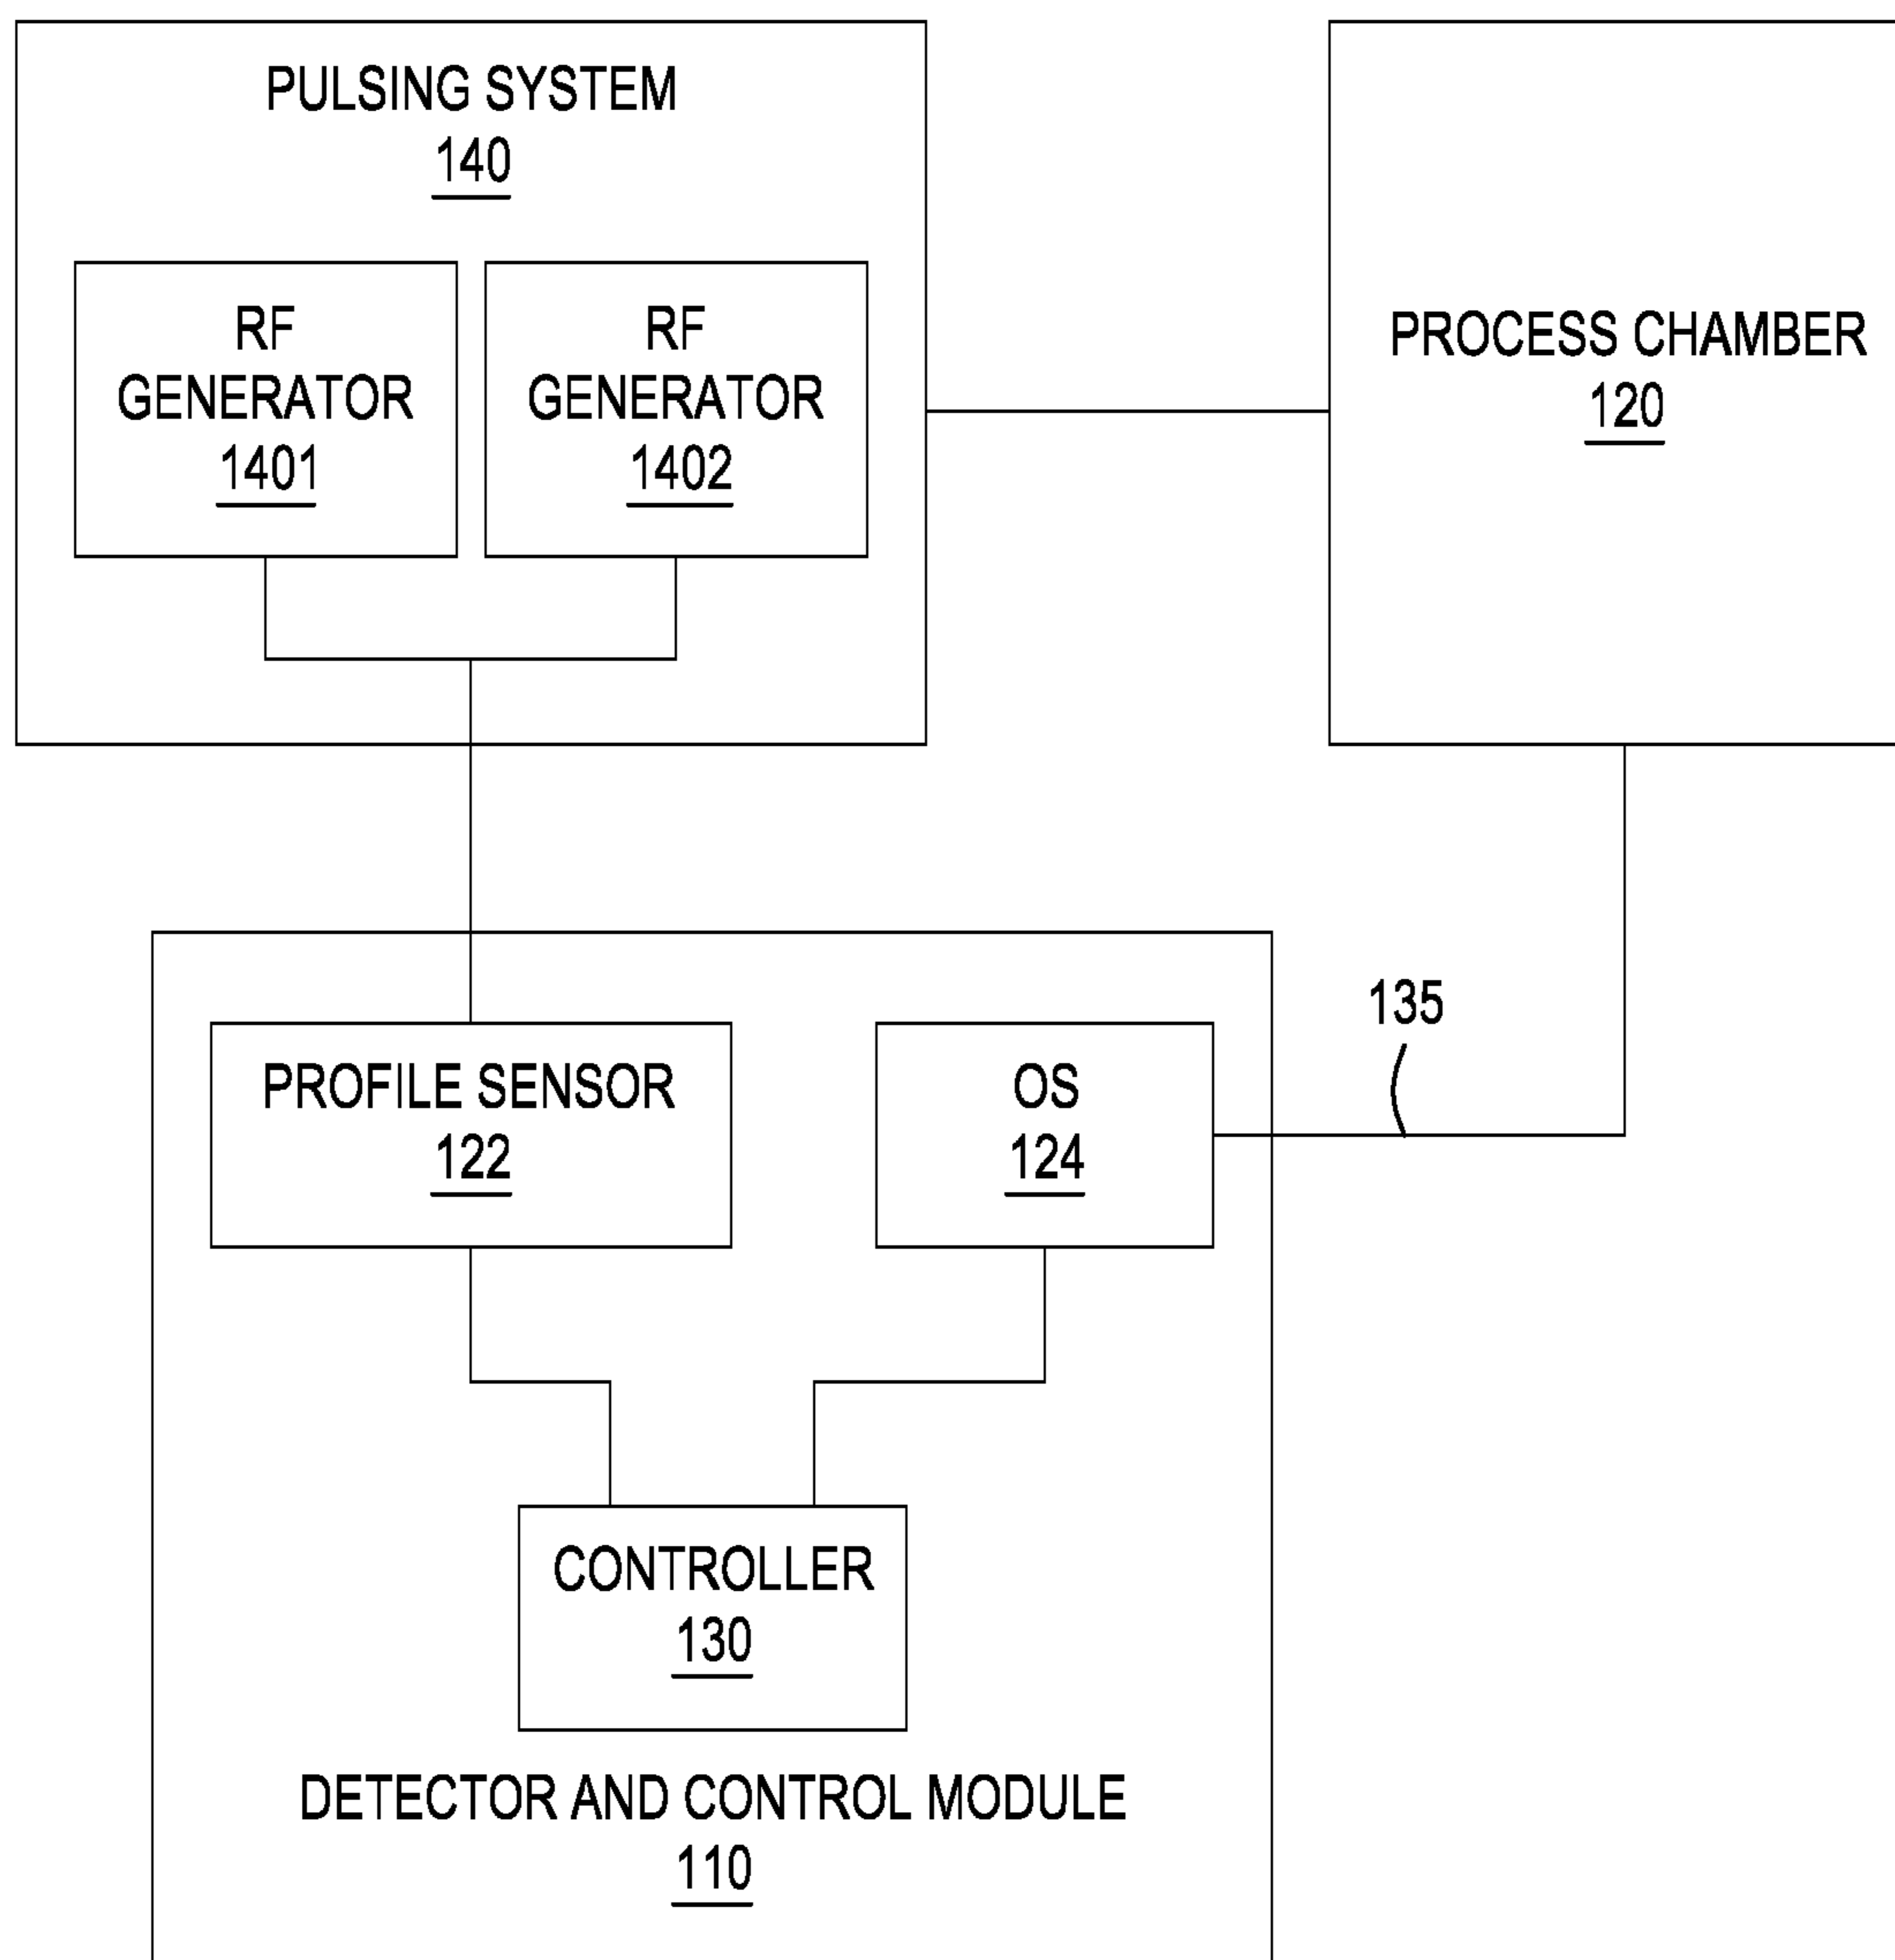 PULSING SYSTEM
140
RF
GENERATOR
1401
RF
GENERATOR
1402
PROCESS CHAMBER
120
135
PROFILE SENSOR
122
OS
124
CONTROLLER
130
DETECTOR AND CONTROL MODULE
110